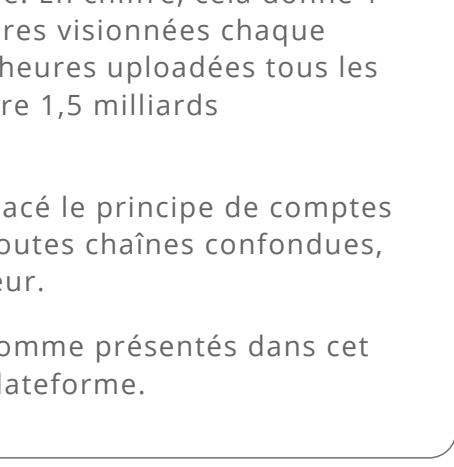 En chiffre, cela donne 1
res visionnées chaque
heures uploadées tous les
re 1,5 milliards
acé le principe de comptes
outes chaînes confondues,
eur.
omme présentés dans cet
lateforme.